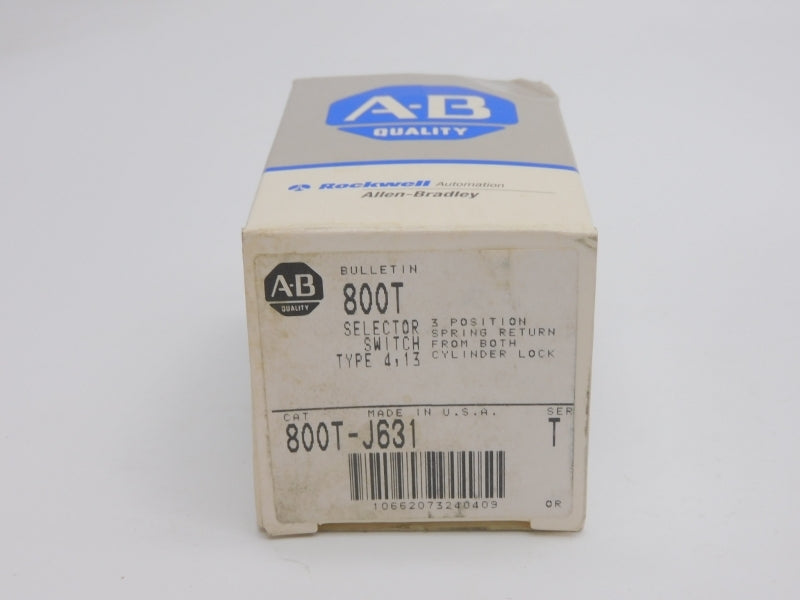 A-B
QUALITY
Rockwell Automation
Allen-Bradley
A-B
QUALITY
BULLETIN
800T
SELECTOR
SWITCH
TYPE 4,13
3 POSITION
SPRING RETURN
FROM BOTH
CYLINDER LOCK
MADE IN U.S.A.
CAT
SER
800T-J631
T
10662073240409
OR